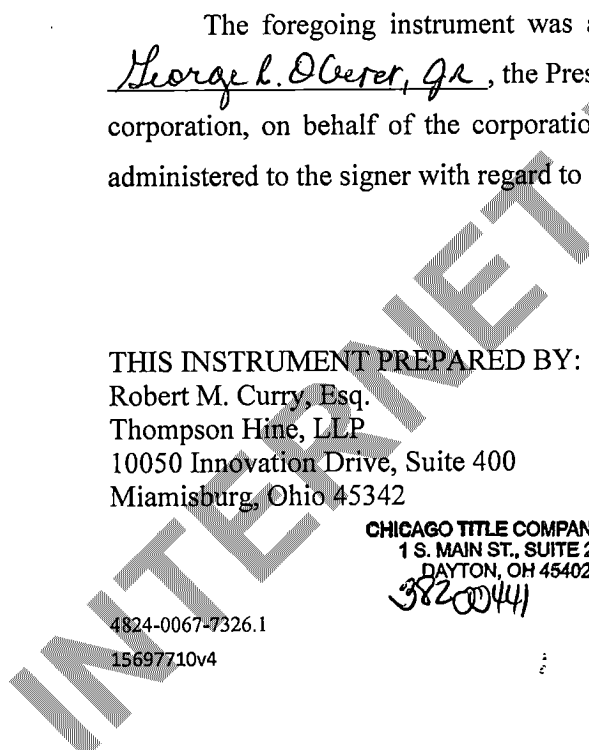 The foregoing instrument was
George R. Oberer, Jr., the Pres
corporation, on behalf of the corporatio
administered to the signer with regard to
THIS INSTRUMENT PREPARED BY:
Robert M. Curry, Esq.
Thompson Hine, LLP
10050 Innovation Drive, Suite 400
Miamisburg, Ohio 45342
CHICAGO TITLE COMPAN
1 S. MAIN ST., SUITE 2
DAYTON, OH 45402
38200441
4824-0067-7326.1
15697710v4
INTERNET